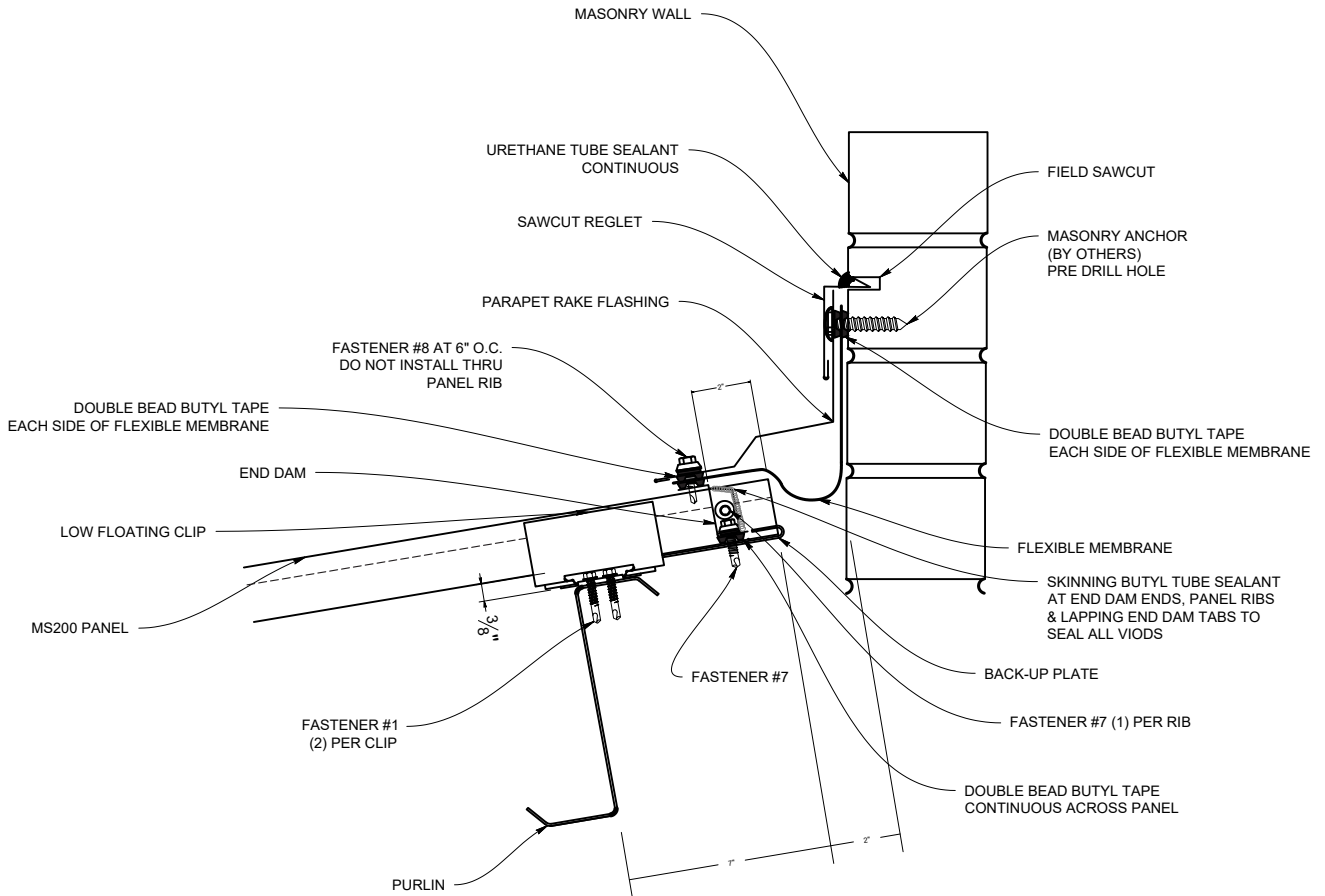 MASONRY WALL
URETHANE TUBE SEALANT
CONTINUOUS
FIELD SAWCUT
SAWCUT REGLET
MASONRY ANCHOR
(BY OTHERS)
PRE DRILL HOLE
PARAPET RAKE FLASHING
FASTENER #8 AT 6" O.C.
DO NOT INSTALL THRU
PANEL RIB
2"
DOUBLE BEAD BUTYL TAPE
EACH SIDE OF FLEXIBLE MEMBRANE
DOUBLE BEAD BUTYL TAPE
EACH SIDE OF FLEXIBLE MEMBRANE
END DAM
LOW FLOATING CLIP
FLEXIBLE MEMBRANE
SKINNING BUTYL TUBE SEALANT
AT END DAM ENDS, PANEL RIBS
& LAPPING END DAM TABS TO
SEAL ALL VIODS
MS200 PANEL
3/8"
FASTENER #7
BACK-UP PLATE
FASTENER #1
(2) PER CLIP
FASTENER #7 (1) PER RIB
DOUBLE BEAD BUTYL TAPE
CONTINUOUS ACROSS PANEL
2"
7"
PURLIN